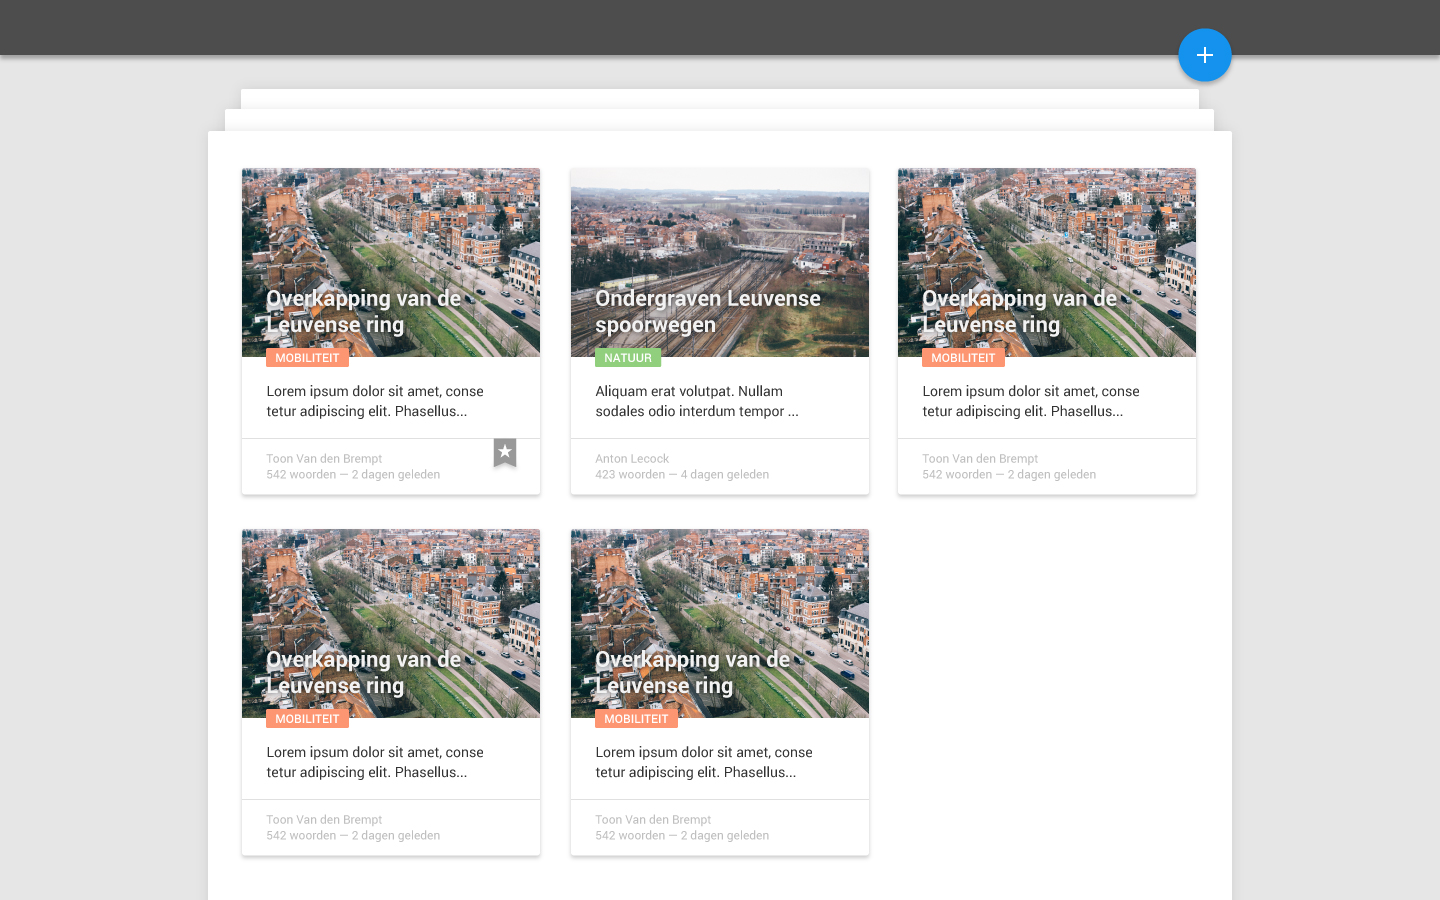 Overkapping van de
Leuvense ring
MOBILITEIT
Lorem ipsum dolor sit amet, conse
tetur adipiscing elit. Phasellus...
Toon Van den Brempt
542 woorden — 2 dagen geleden
Ondergraven Leuvense
spoorwegen
NATUUR
Aliquam erat volutpat. Nullam
sodales odio interdum tempor ...
Anton Lecock
423 woorden — 4 dagen geleden
Overkapping van de
Leuvense ring
MOBILITEIT
Lorem ipsum dolor sit amet, conse
tetur adipiscing elit. Phasellus...
Toon Van den Brempt
542 woorden — 2 dagen geleden
Overkapping van de
Leuvense ring
MOBILITEIT
Lorem ipsum dolor sit amet, conse
tetur adipiscing elit. Phasellus...
Toon Van den Brempt
542 woorden — 2 dagen geleden
Overkapping van de
Leuvense ring
MOBILITEIT
Lorem ipsum dolor sit amet, conse
tetur adipiscing elit. Phasellus...
Toon Van den Brempt
542 woorden — 2 dagen geleden